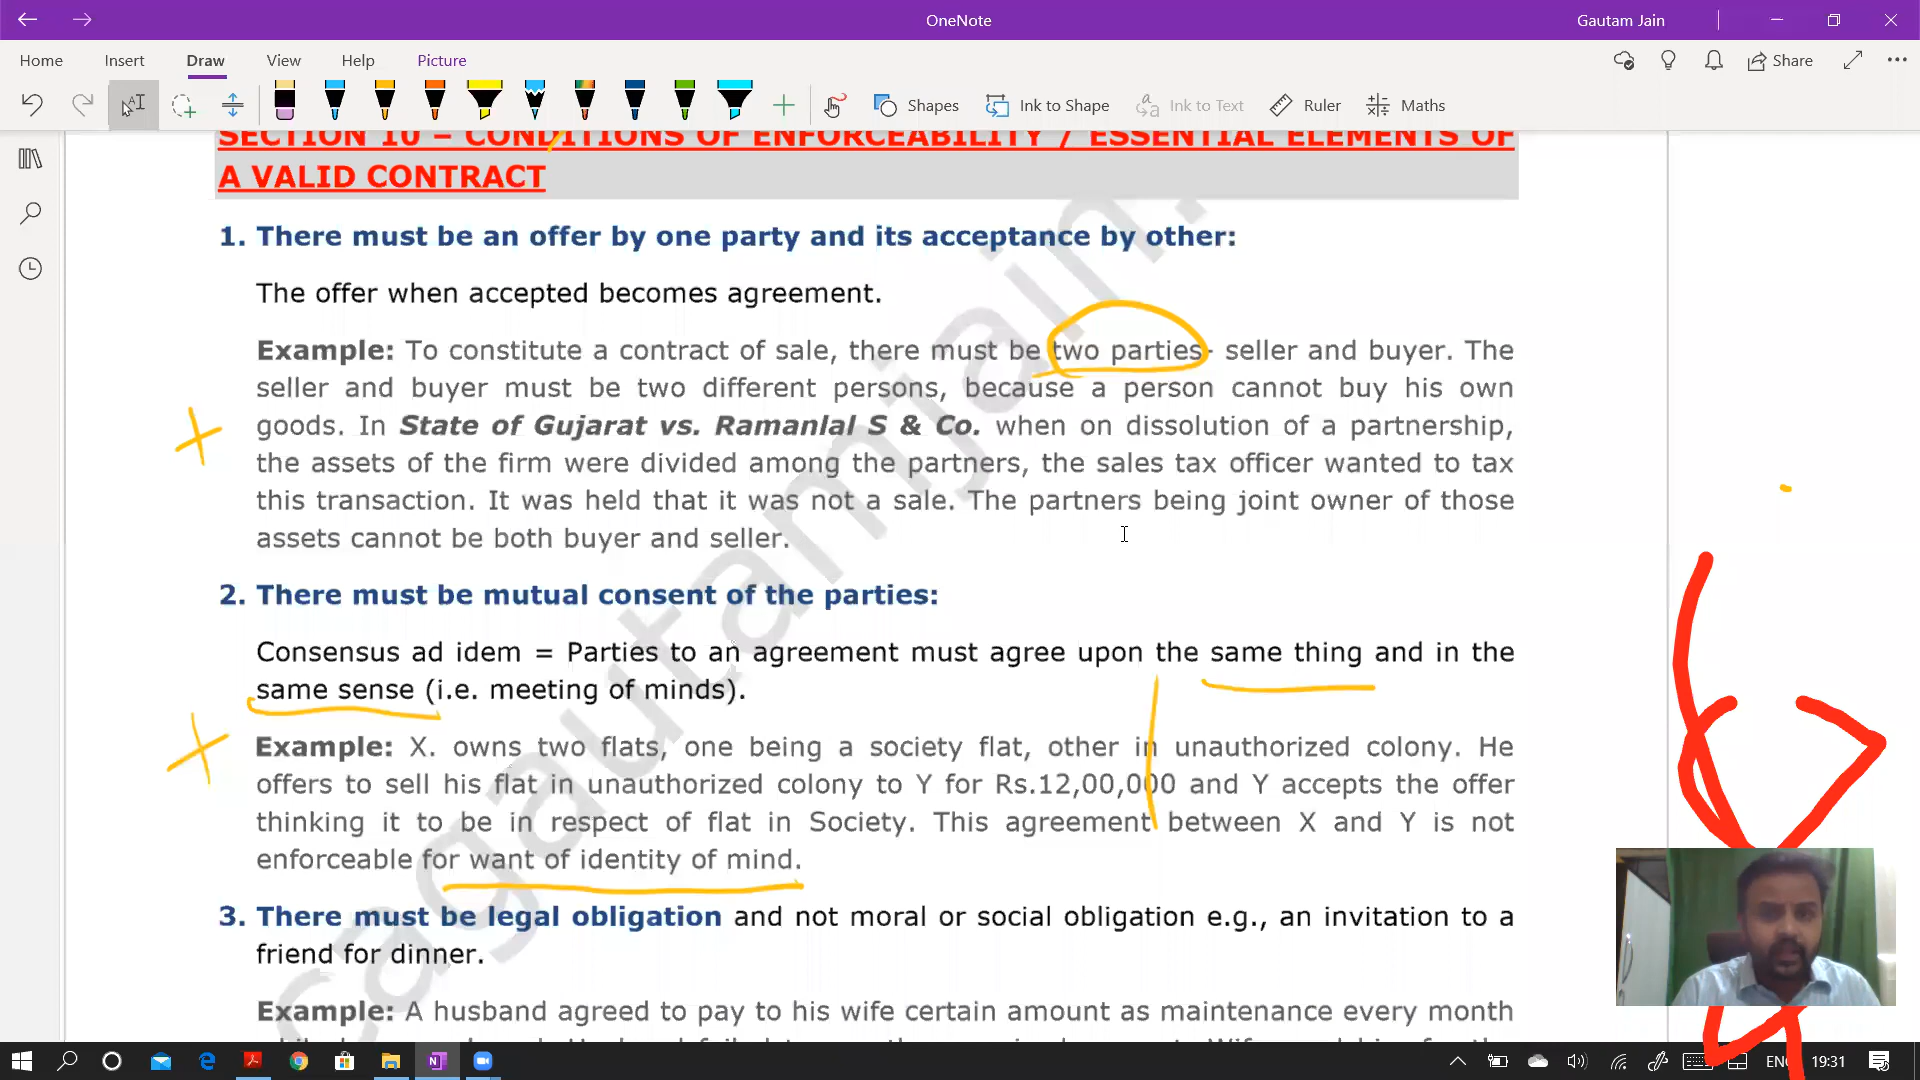 OneNote
Gautam Jain
Home Insert Draw View Help Picture
Share
Shapes Ink to Shape Ink to Text Ruler Maths
SECTION 10 – CONDITIONS OF ENFORCEABILITY / ESSENTIAL ELEMENTS OF
A VALID CONTRACT
1. There must be an offer by one party and its acceptance by other:
The offer when accepted becomes agreement.
Example: To constitute a contract of sale, there must be two parties- seller and buyer. The
seller and buyer must be two different persons, because a person cannot buy his own
goods. In State of Gujarat vs. Ramanlal S & Co. when on dissolution of a partnership,
the assets of the firm were divided among the partners, the sales tax officer wanted to tax
this transaction. It was held that it was not a sale. The partners being joint owner of those
assets cannot be both buyer and seller.
2. There must be mutual consent of the parties:
Consensus ad idem = Parties to an agreement must agree upon the same thing and in the
same sense (i.e. meeting of minds).
Example: X. owns two flats, one being a society flat, other in unauthorized colony. He
offers to sell his flat in unauthorized colony to Y for Rs.12,00,000 and Y accepts the offer
thinking it to be in respect of flat in Society. This agreement between X and Y is not
enforceable for want of identity of mind.
3. There must be legal obligation and not moral or social obligation e.g., an invitation to a
friend for dinner.
Example: A husband agreed to pay to his wife certain amount as maintenance every month
cagautamjain.
19:31